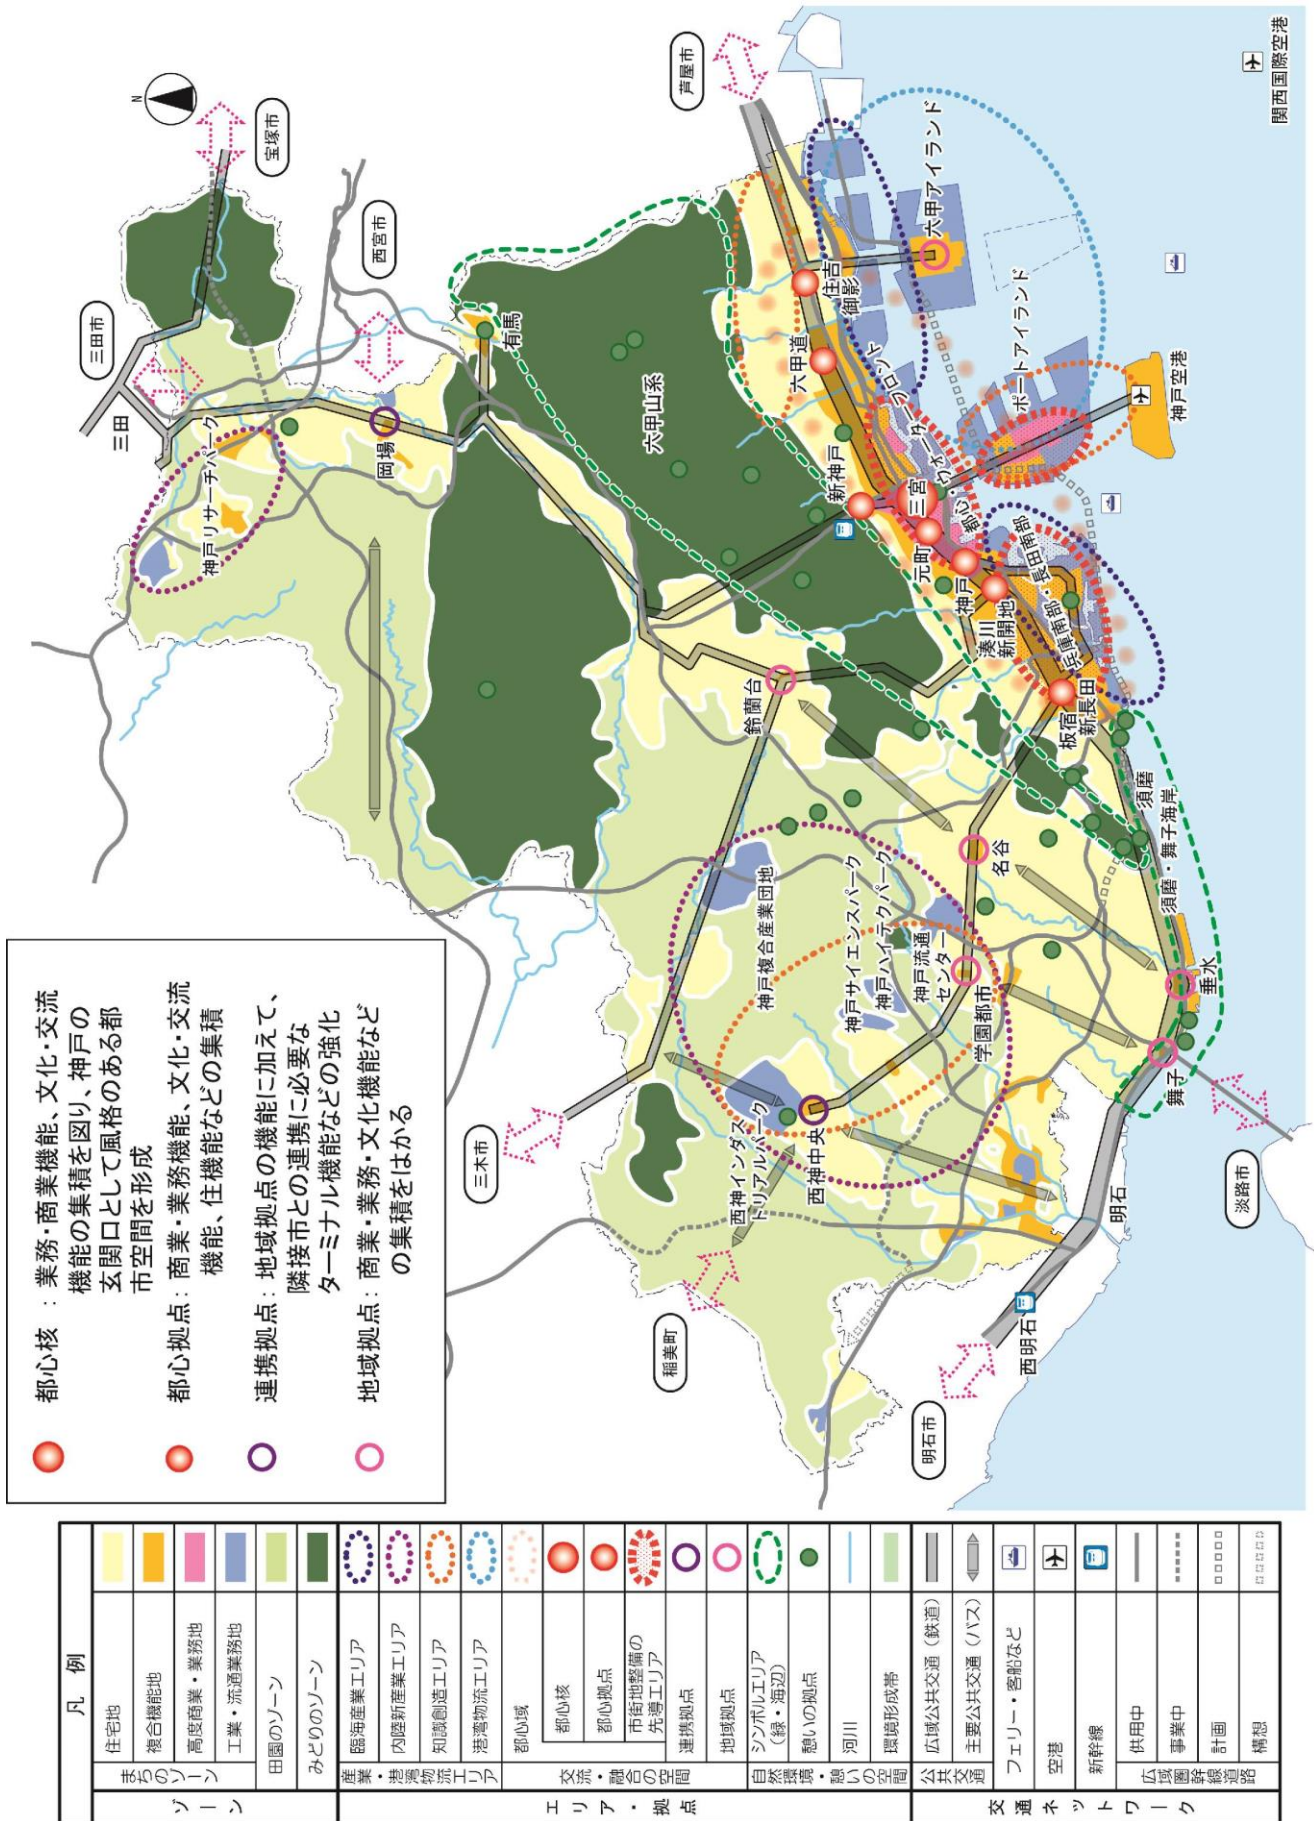 都心核 ：業務・商業機能、文化・交流
機能の集積を図り、神戸の
玄関口として風格のある都
市空間を形成
都心拠点：商業・業務機能、文化・交流
機能、住機能などの集積
連携拠点：地域拠点の機能に加えて、
隣接市との連携に必要な
ターミナル機能などの強化
地域拠点：商業・業務・文化機能など
の集積をはかる
N
宝塚市
三田市
三田
西宮市
神戸リサーチパーク
岡場
有馬
六甲山系
芦屋市
住吉
御影
六甲アイランド
六甲道
新神戸
三宮
都心・ウォーターフロント
ポートアイランド
神戸空港
関西国際空港
元町
神戸
湊川
新開地
兵庫南部・長田南部
板宿
新長田
鈴蘭台
名谷
須磨
須磨・舞子海岸
垂水
舞子
神戸複合産業団地
神戸サイエンスパーク
神戸ハイテクパーク
神戸流通
センター
学園都市
西神インダス
トリアルパーク
西神中央
三木市
稲美町
明石市
西明石
明石
淡路市
凡例
ゾーン
まちのゾーン
住宅地
複合機能地
高度商業・業務地
工業・流通業務地
田園のゾーン
みどりのゾーン
エリア・拠点
産業・港湾物流エリア
臨海産業エリア
内陸新産業エリア
知識創造エリア
港湾物流エリア
交流・融合の空間
都心域
都心核
都心拠点
市街地整備の
先導エリア
連携拠点
地域拠点
自然環境・憩いの空間
シンボルエリア
（緑・海辺）
憩いの拠点
河川
環境形成帯
交通ネットワーク
公共交通
広域公共交通（鉄道）
主要公共交通（バス）
フェリー・客船など
空港
新幹線
広域圏幹線道路
供用中
事業中
計画
構想